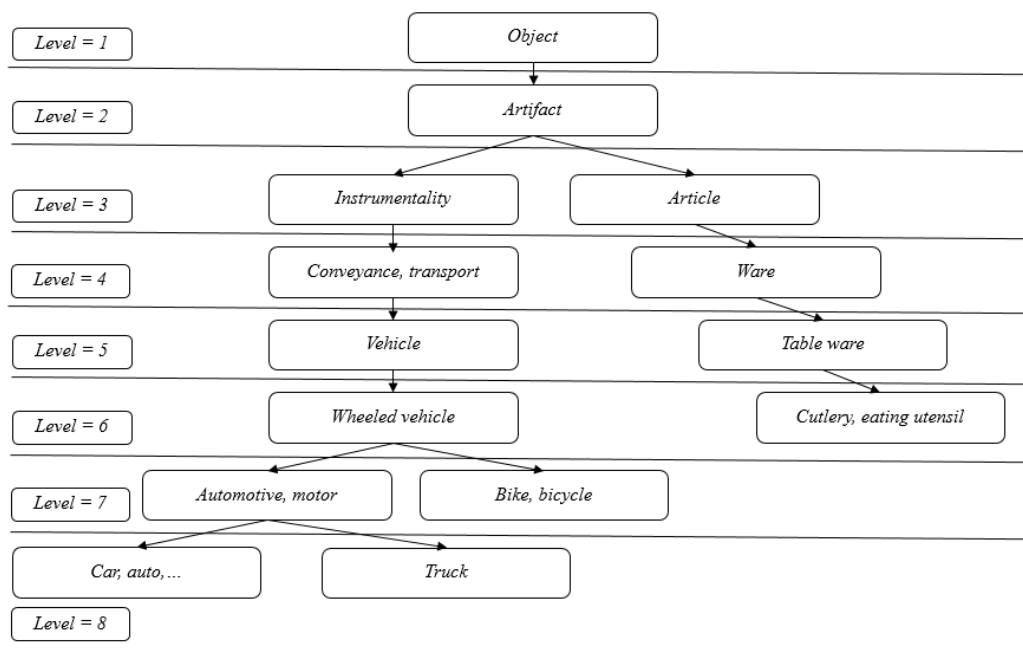 Level = 1
Object
Level = 2
Artifact
Level = 3
Instrumentality
Article
Level = 4
Conveyance, transport
Ware
Level = 5
Vehicle
Table ware
Level = 6
Wheeled vehicle
Cutlery, eating utensil
Level = 7
Automotive, motor
Bike, bicycle
Car, auto,...
Truck
Level = 8